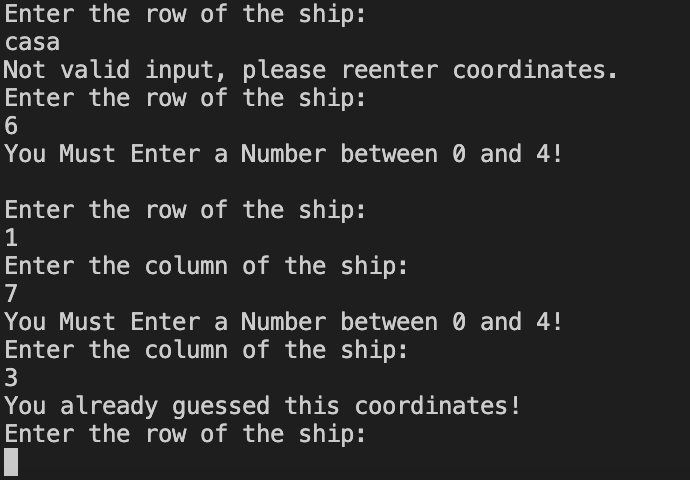 Enter the row of the ship:
casa
Not valid input, please reenter coordinates.
Enter the row of the ship:
6
You Must Enter a Number between 0 and 4!
Enter the row of the ship:
1
Enter the column of the ship:
7
You Must Enter a Number between 0 and 4!
Enter the column of the ship:
3
You already guessed this coordinates!
Enter the row of the ship: